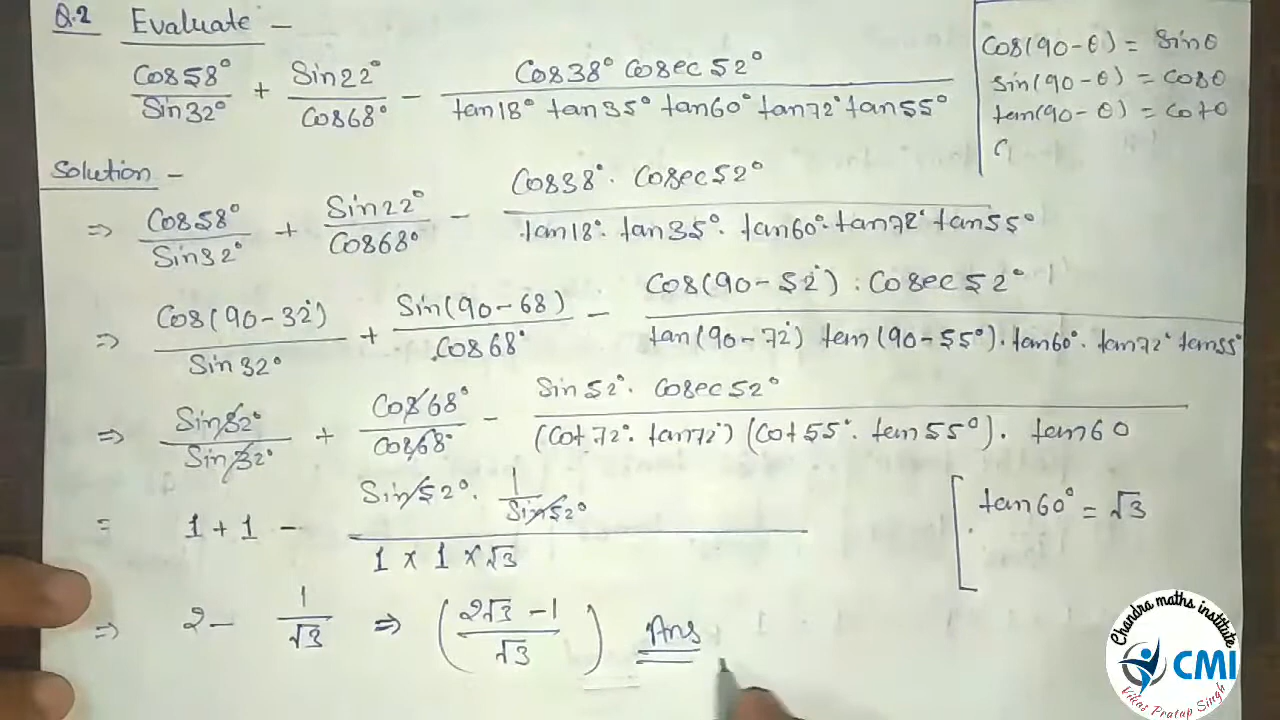 Q.2 Evaluate -
Cos58° / Sin32° + Sin22° / Cos68° - Cos38° Cosec52° / tan18° tan35° tan60° tan72° tan55°
Cos(90-θ) = Sinθ
Sin(90-θ) = Cosθ
tan(90-θ) = Cotθ
C
Solution -
⇒ Cos58° / Sin32° + Sin22° / Cos68° - Cos38° · Cosec52° / tan18° · tan35° · tan60° · tan72° tan55°
⇒ Cos(90-32°) / Sin32° + Sin(90-68) / Cos68° - Cos(90-52°) · Cosec52° / tan(90-72°) tan(90-55°) · tan60° · tan72° tan55°
⇒ Sin32° / Sin32° + Cos68° / Cos68° - Sin52° · Cosec52° / (Cot72° · tan72°) (Cot55° · tan55°) · tan60
= 1 + 1 - Sin52° · 1/Sin52° / 1 × 1 × √3
[ tan60° = √3
⇒ 2 - 1/√3 ⇒ (2√3 - 1 / √3) Ans
Chandra maths institute
CMI
Vikas Pratap Singh